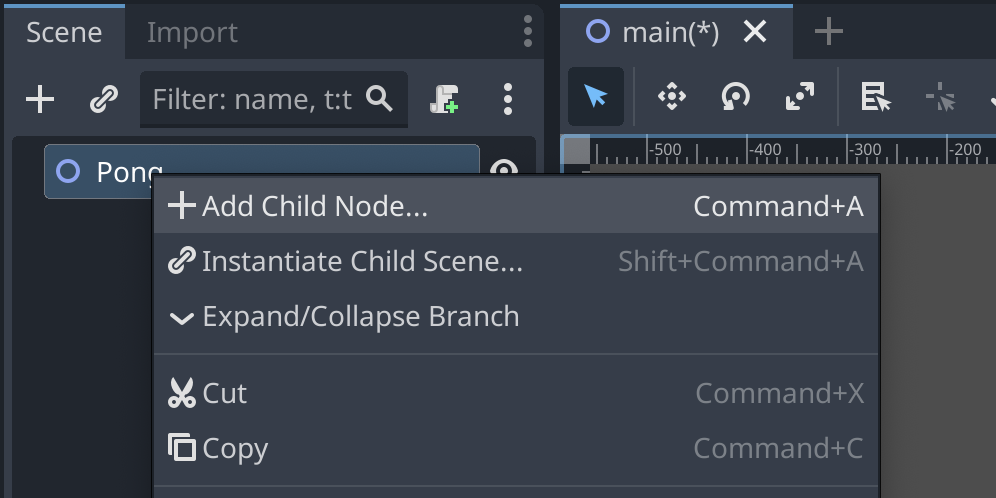 Scene Import
main(*)
Filter: name, t:t
-500 -400 -300 -200
Pong
Add Child Node... Command+A
Instantiate Child Scene... Shift+Command+A
Expand/Collapse Branch
Cut Command+X
Copy Command+C